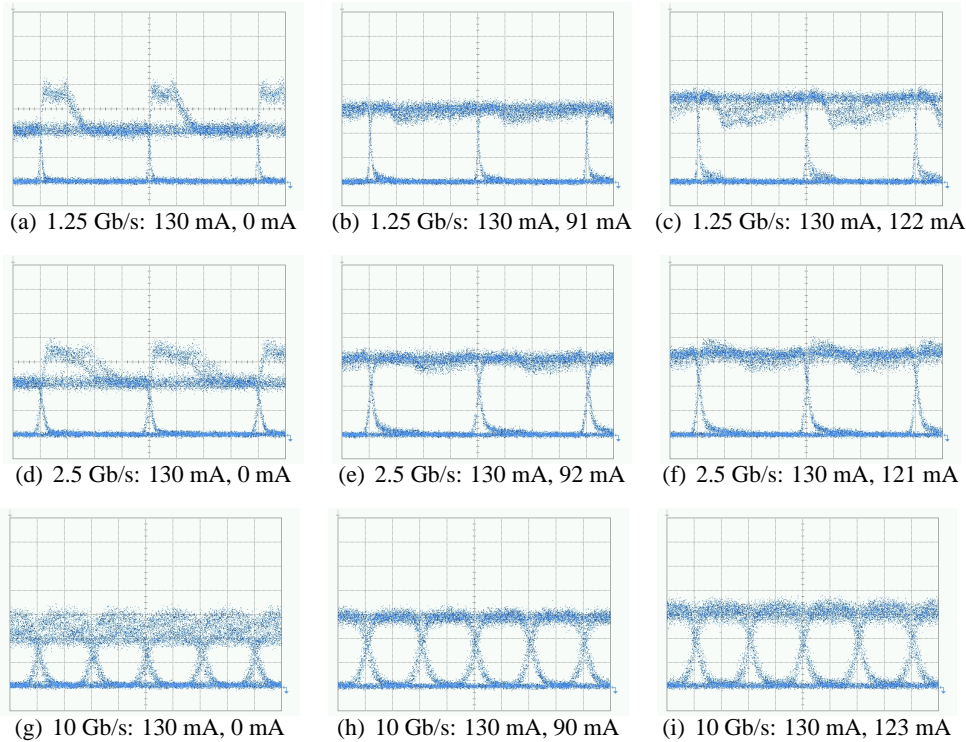 (a) 1.25 Gb/s: 130 mA, 0 mA
(b) 1.25 Gb/s: 130 mA, 91 mA
(c) 1.25 Gb/s: 130 mA, 122 mA
(d) 2.5 Gb/s: 130 mA, 0 mA
(e) 2.5 Gb/s: 130 mA, 92 mA
(f) 2.5 Gb/s: 130 mA, 121 mA
(g) 10 Gb/s: 130 mA, 0 mA
(h) 10 Gb/s: 130 mA, 90 mA
(i) 10 Gb/s: 130 mA, 123 mA